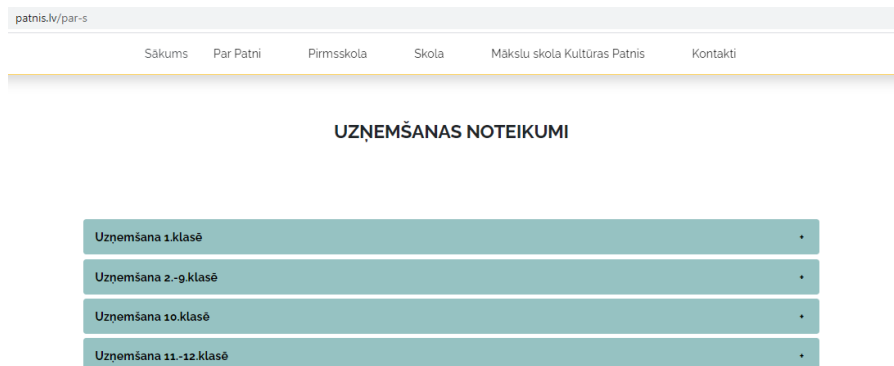 patnis.lv/par-s
Sākums Par Patni Pirmsskola Skola Mākslu skola Kultūras Patnis Kontakti
UZŅEMŠANAS NOTEIKUMI
Uzņemšana 1.klasē +
Uzņemšana 2.-9.klasē +
Uzņemšana 10.klasē +
Uzņemšana 11.-12.klasē +